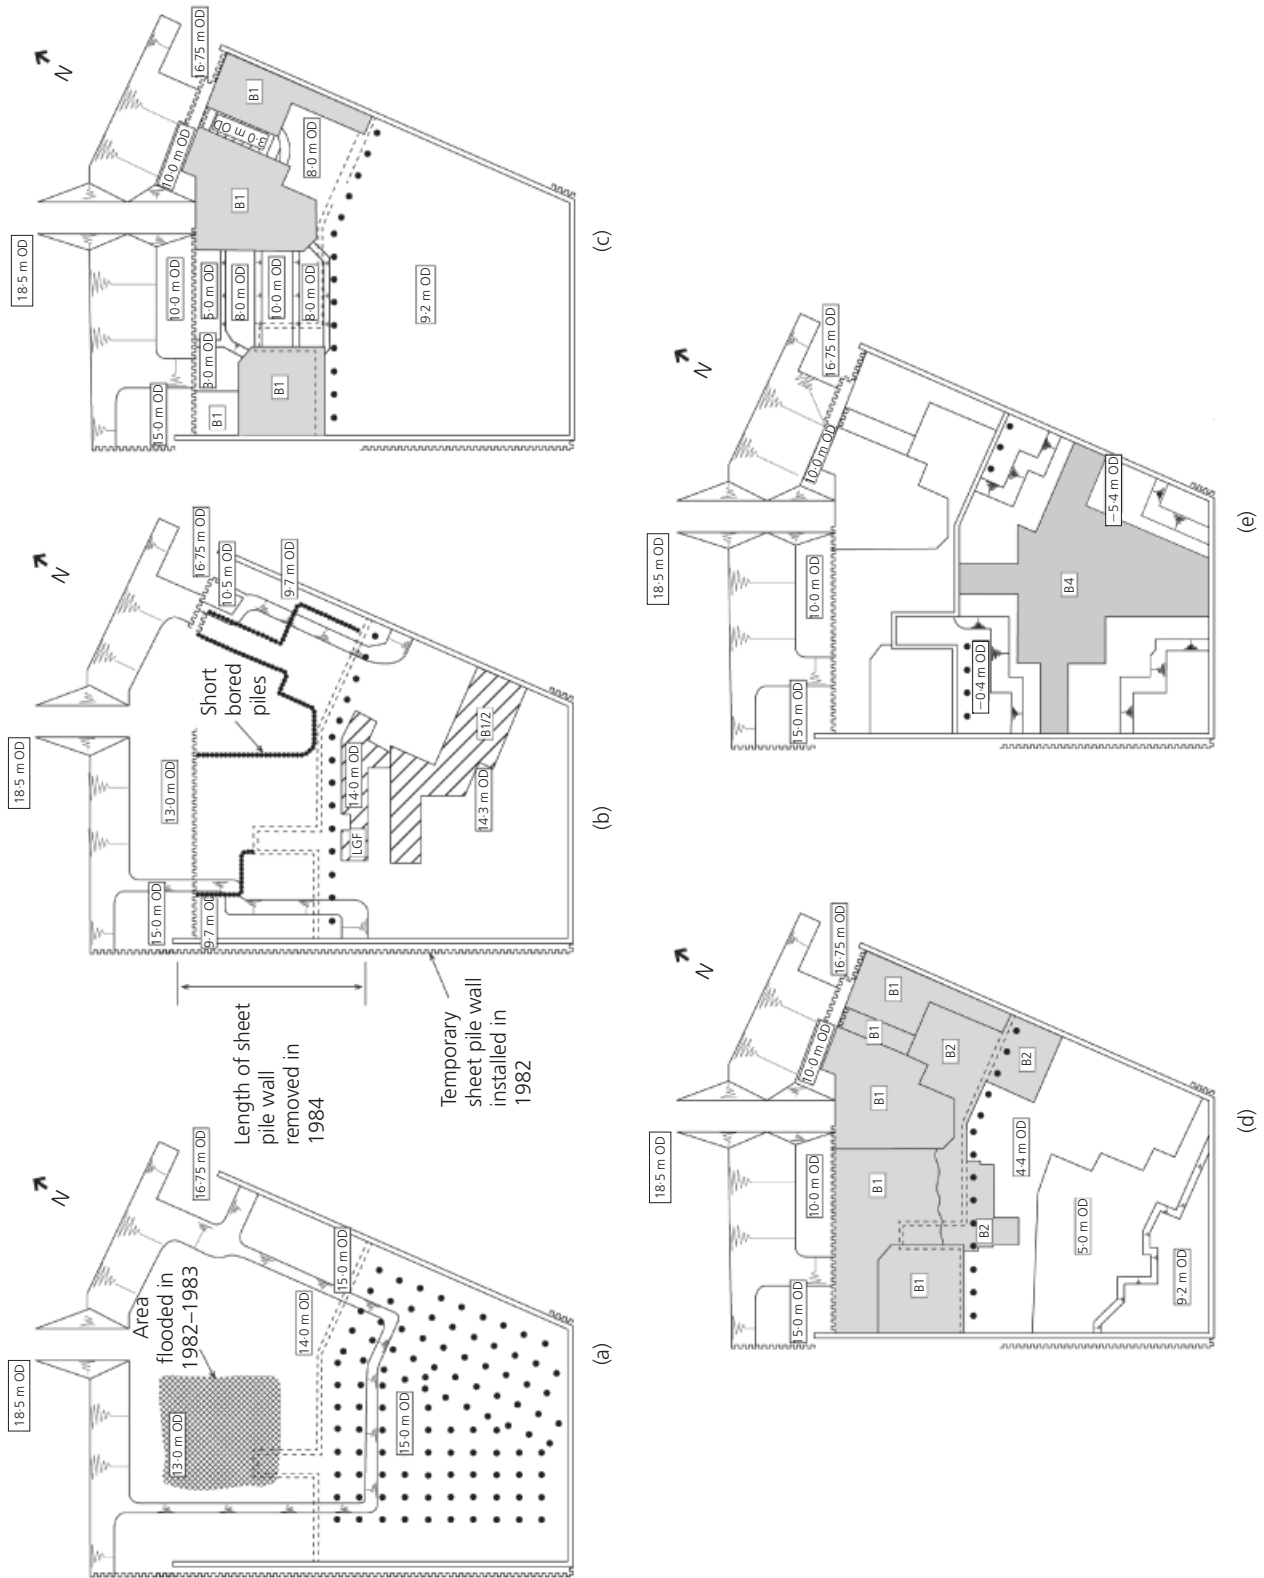 18·5 m OD
N
16·75 m OD
Area
flooded in
1982–1983
13·0 m OD
14·0 m OD
15·0 m OD
15·0 m OD
(a)
18·5 m OD
N
16·75 m OD
10·5 m OD
9·7 m OD
15·0 m OD
13·0 m OD
Short
bored
piles
9·7 m OD
LGF
14·0 m OD
B1/2
14·3 m OD
Length of sheet
pile wall
removed in
1984
Temporary
sheet pile wall
installed in
1982
(b)
18·5 m OD
N
16·75 m OD
10·0 m OD
15·0 m OD
10·0 m OD
B1
3·0 m OD
B1
8·0 m OD
B1
3·0 m OD
5·0 m OD
8·0 m OD
10·0 m OD
8·0 m OD
B1
B1
9·2 m OD
(c)
18·5 m OD
N
16·75 m OD
10·0 m OD
15·0 m OD
10·0 m OD
B1
B1
B1
B2
B1
B2
B1
B2
4·4 m OD
5·0 m OD
9·2 m OD
(d)
18·5 m OD
N
16·75 m OD
10·0 m OD
15·0 m OD
10·0 m OD
−0·4 m OD
B4
−5·4 m OD
(e)